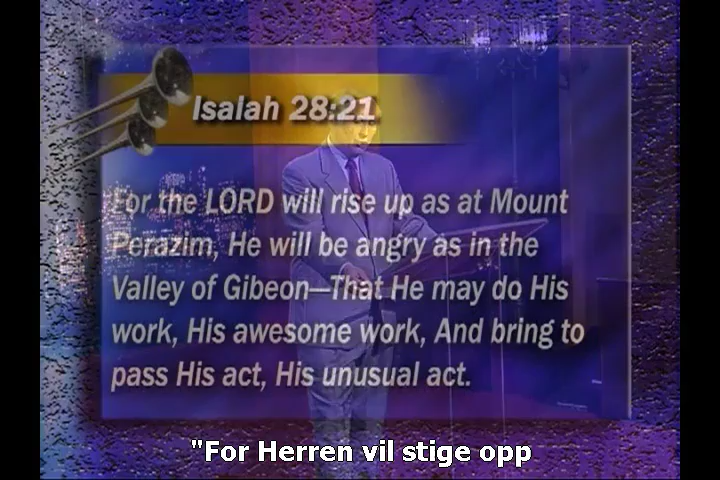 Isaiah 28:21
For the LORD will rise up as at Mount
Perazim, He will be angry as in the
Valley of Gibeon—That He may do His
work, His awesome work, And bring to
pass His act, His unusual act.
"For Herren vil stige opp